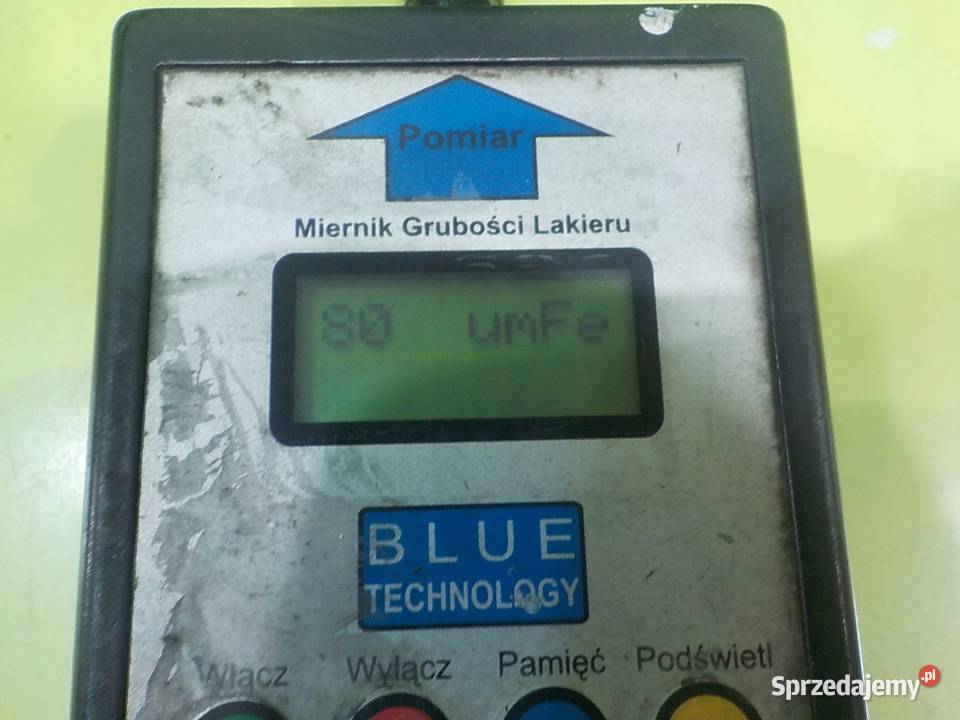 Pomiar
Miernik Grubości Lakieru
80 umFe
BLUE
TECHNOLOGY
Włącz Wyłącz Pamięć Podświetl
Sprzedajemy.pl